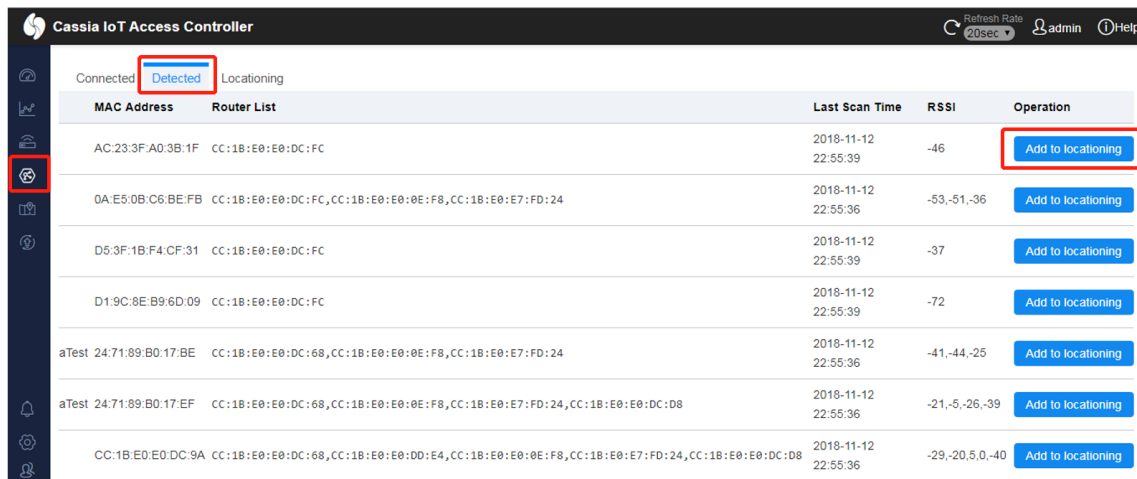 Cassia IoT Access Controller
Refresh Rate
20sec
admin
Help
Connected Detected Locationing
MAC Address Router List Last Scan Time RSSI Operation
AC:23:3F:A0:3B:1F CC:1B:E0:E0:DC:FC 2018-11-12 22:55:39 -46 Add to locationing
0A:E5:0B:C6:BE:FB CC:1B:E0:E0:DC:FC,CC:1B:E0:E0:0E:F8,CC:1B:E0:E7:FD:24 2018-11-12 22:55:36 -53,-51,-36 Add to locationing
D5:3F:1B:F4:CF:31 CC:1B:E0:E0:DC:FC 2018-11-12 22:55:39 -37 Add to locationing
D1:9C:8E:B9:6D:09 CC:1B:E0:E0:DC:FC 2018-11-12 22:55:39 -72 Add to locationing
aTest 24:71:89:B0:17:BE CC:1B:E0:E0:DC:68,CC:1B:E0:E0:0E:F8,CC:1B:E0:E7:FD:24 2018-11-12 22:55:36 -41,-44,-25 Add to locationing
aTest 24:71:89:B0:17:EF CC:1B:E0:E0:DC:68,CC:1B:E0:E0:0E:F8,CC:1B:E0:E7:FD:24,CC:1B:E0:E0:DC:D8 2018-11-12 22:55:36 -21,-5,-26,-39 Add to locationing
CC:1B:E0:E0:DC:9A CC:1B:E0:E0:DC:68,CC:1B:E0:E0:DD:E4,CC:1B:E0:E0:0E:F8,CC:1B:E0:E7:FD:24,CC:1B:E0:E0:DC:D8 2018-11-12 22:55:36 -29,-20,5,0,-40 Add to locationing